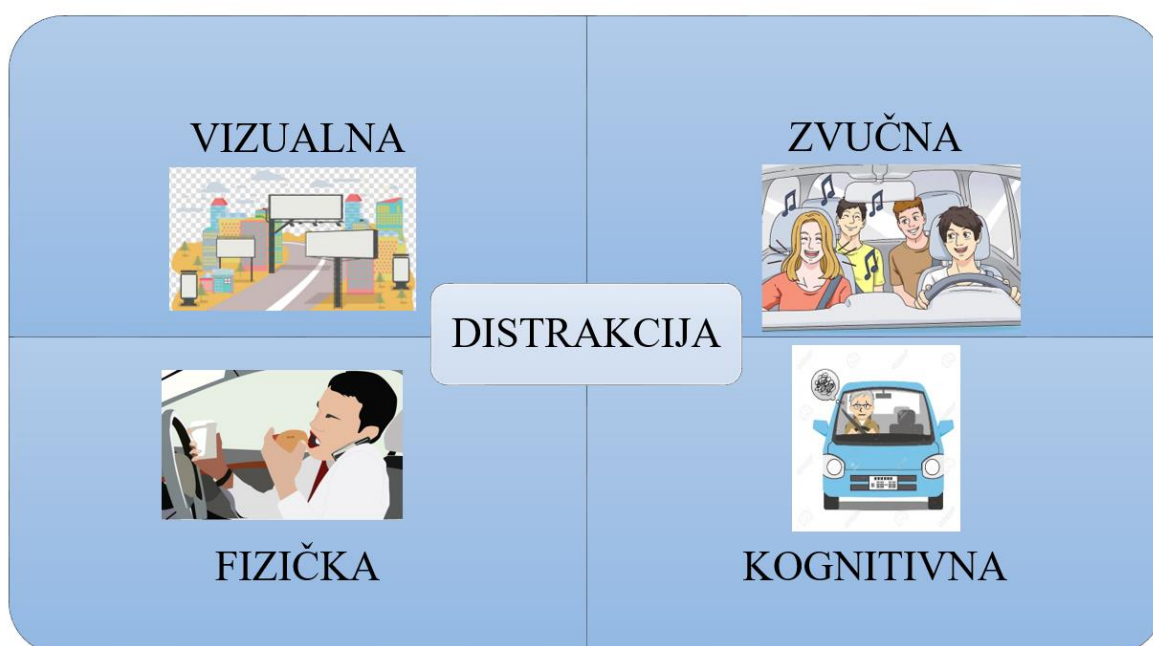 VIZUALNA
ZVUČNA
DISTRAKCIJA
FIZIČKA
KOGNITIVNA